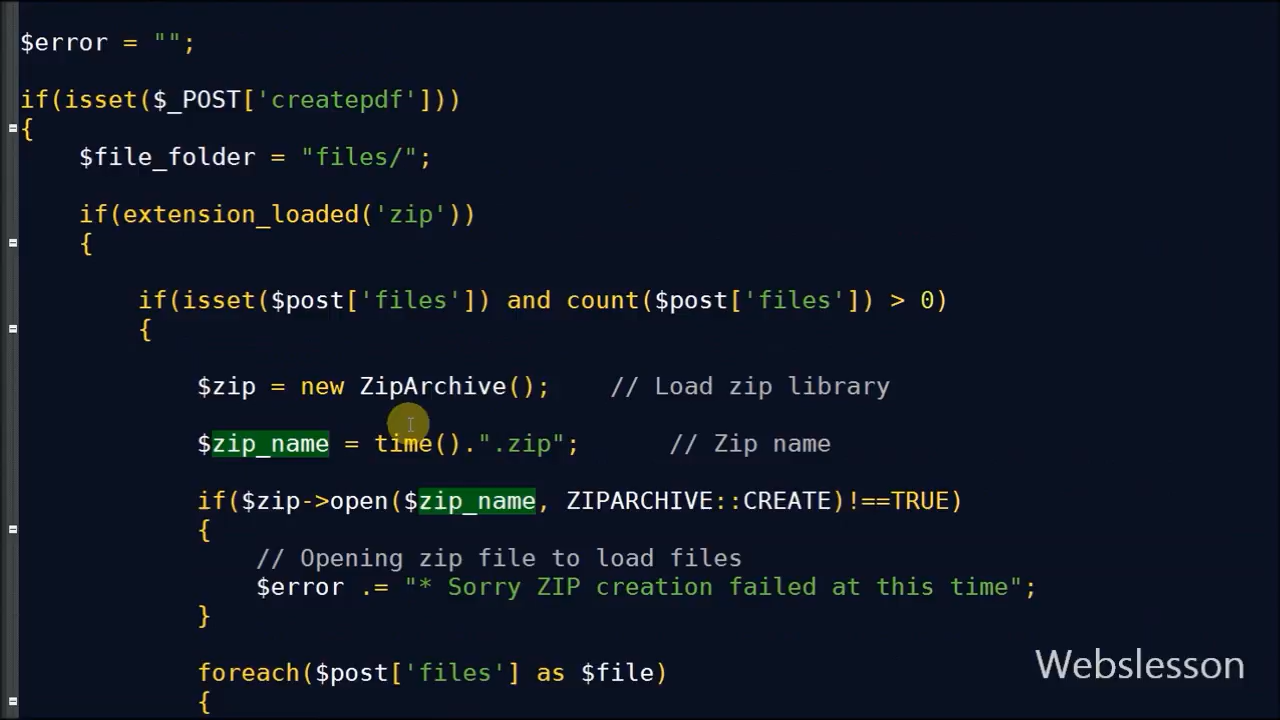 $error = "";
if(isset($_POST['createpdf']))
{
$file_folder = "files/";
if(extension_loaded('zip'))
{
if(isset($post['files']) and count($post['files']) > 0)
{
$zip = new ZipArchive(); // Load zip library
$zip_name = time().".zip"; // Zip name
if($zip->open($zip_name, ZIPARCHIVE::CREATE)!==TRUE)
{
// Opening zip file to load files
$error .= "* Sorry ZIP creation failed at this time";
}
foreach($post['files'] as $file)
{
Webslesson